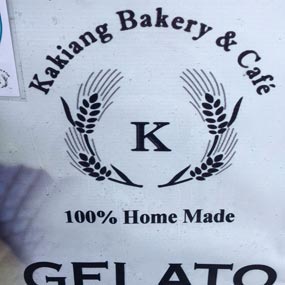 Kakiang Bakery & Café
K
100% Home Made
GELATO